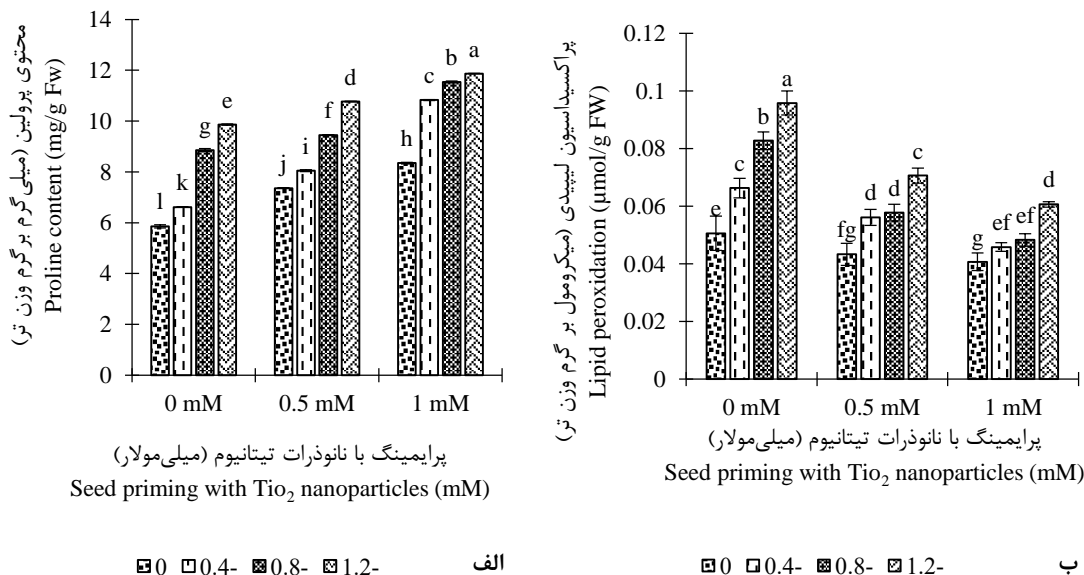 محتوی پرولین (میلی‌گرم بر گرم وزن تر)
Proline content (mg/g Fw)
14
12
10
8
6
4
2
0
l k g e
j i f d
h c b a
0 mM 0.5 mM 1 mM
پرایمینگ با نانوذرات تیتانیوم (میلی‌مولار)
Seed priming with Tio₂ nanoparticles (mM)
0 0.4- 0.8- 1.2-
الف
پراکسیداسیون لیپیدی (میکرومول بر گرم وزن تر)
Lipid peroxidation (µmol/g FW)
0.12
0.1
0.08
0.06
0.04
0.02
0
e c b a
fg d d c
g ef ef d
0 mM 0.5 mM 1 mM
پرایمینگ با نانوذرات تیتانیوم (میلی‌مولار)
Seed priming with Tio₂ nanoparticles (mM)
0 0.4- 0.8- 1.2-
ب